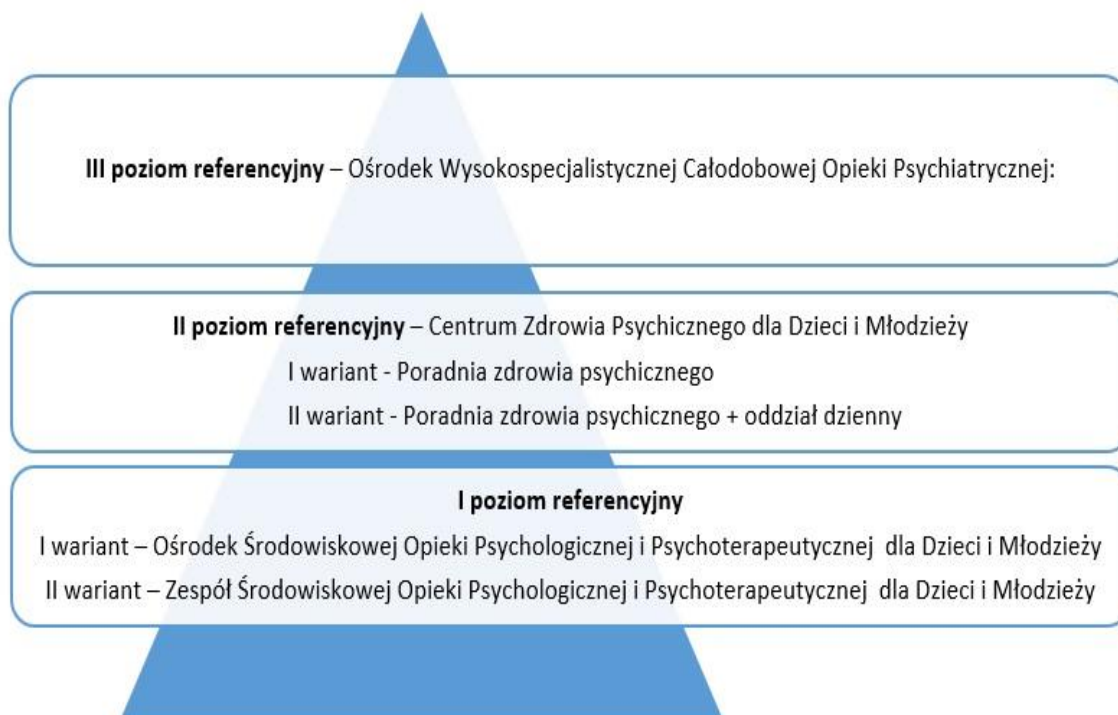 III poziom referencyjny – Ośrodek Wysokospecjalistycznej Całodobowej Opieki Psychiatrycznej:
II poziom referencyjny – Centrum Zdrowia Psychicznego dla Dzieci i Młodzieży
I wariant - Poradnia zdrowia psychicznego
II wariant - Poradnia zdrowia psychicznego + oddział dzienny
I poziom referencyjny
I wariant – Ośrodek Środowiskowej Opieki Psychologicznej i Psychoterapeutycznej dla Dzieci i Młodzieży
II wariant – Zespół Środowiskowej Opieki Psychologicznej i Psychoterapeutycznej dla Dzieci i Młodzieży